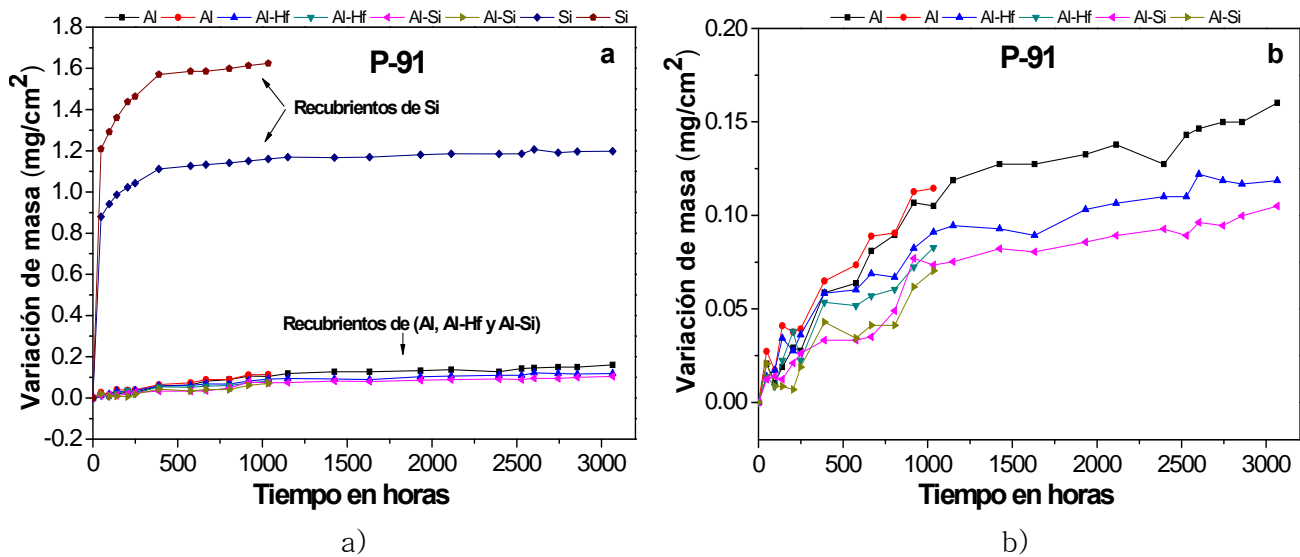 Al Al Al-Hf Al-Hf Al-Si Al-Si Si Si
P-91
a
Recubrientos de Si
Recubrientos de (Al, Al-Hf y Al-Si)
Variación de masa (mg/cm²)
1.8
1.6
1.4
1.2
1.0
0.8
0.6
0.4
0.2
0.0
-0.2
0 500 1000 1500 2000 2500 3000
Tiempo en horas
a)
Al Al Al-Hf Al-Hf Al-Si Al-Si
P-91
b
Variación de masa (mg/cm²)
0.20
0.15
0.10
0.05
0.00
0 500 1000 1500 2000 2500 3000
Tiempo en horas
b)